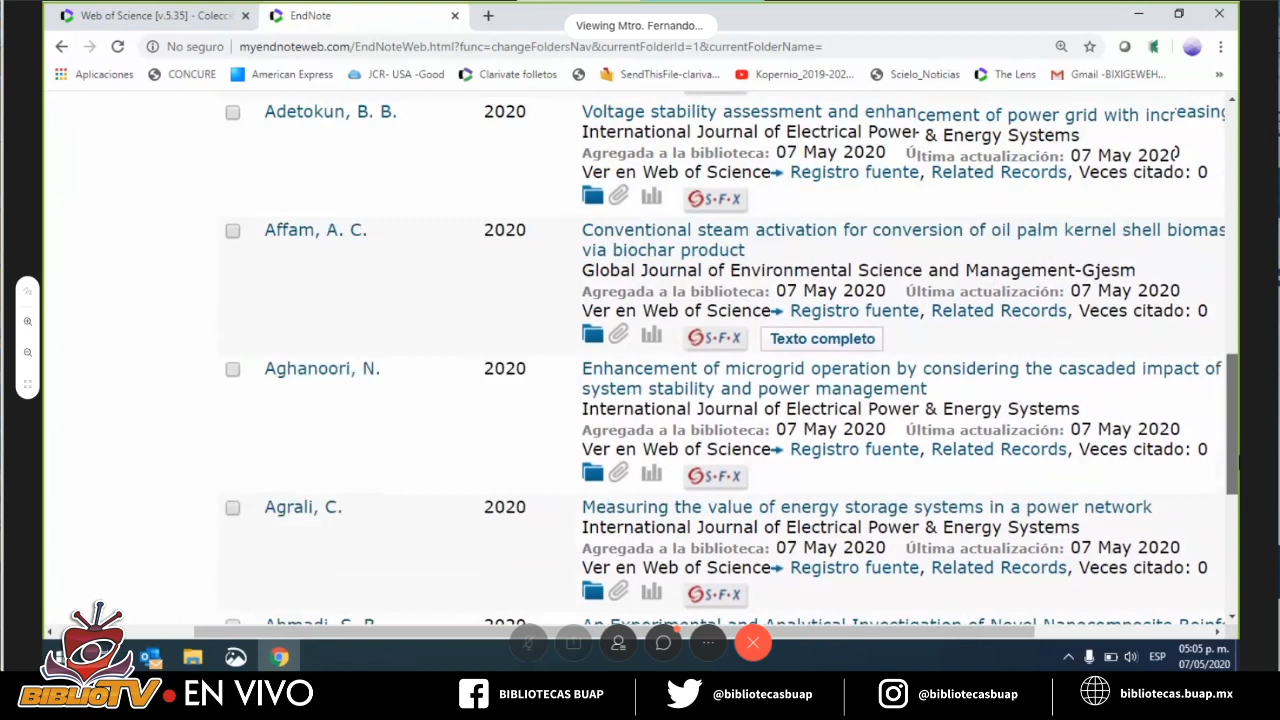 Web of Science [v.5.35] - Colecci
EndNote
Viewing Mtro. Fernando...
No seguro
myendnoteweb.com/EndNoteWeb.html?func=changeFoldersNav&currentFolderId=1&currentFolderName=
Aplicaciones
CONCURE
American Express
JCR- USA -Good
Clarivate folletos
SendThisFile-clariva...
Kopernio_2019-202...
Scielo_Noticias
The Lens
Gmail -BIXIGEWEH...
»
Adetokun, B. B.
2020
Voltage stability assessment and enhancement of power grid with increasing
International Journal of Electrical Power & Energy Systems
Agregada a la biblioteca: 07 May 2020 Última actualización: 07 May 2020
Ver en Web of Science Registro fuente, Related Records, Veces citado: 0
S·F·X
Affam, A. C.
2020
Conventional steam activation for conversion of oil palm kernel shell biomas
via biochar product
Global Journal of Environmental Science and Management-Gjesm
Agregada a la biblioteca: 07 May 2020 Última actualización: 07 May 2020
Ver en Web of Science Registro fuente, Related Records, Veces citado: 0
S·F·X
Texto completo
Aghanoori, N.
2020
Enhancement of microgrid operation by considering the cascaded impact of
system stability and power management
International Journal of Electrical Power & Energy Systems
Agregada a la biblioteca: 07 May 2020 Última actualización: 07 May 2020
Ver en Web of Science Registro fuente, Related Records, Veces citado: 0
S·F·X
Agrali, C.
2020
Measuring the value of energy storage systems in a power network
International Journal of Electrical Power & Energy Systems
Agregada a la biblioteca: 07 May 2020 Última actualización: 07 May 2020
Ver en Web of Science Registro fuente, Related Records, Veces citado: 0
S·F·X
Ahmadi, S. B.
2020
An Experimental and Analytical Investigation of Novel Nanocomposite Reinf
ESP
05:05 p. m.
07/05/2020
BIBLIOTV
EN VIVO
BIBLIOTECAS BUAP
@bibliotecasbuap
@bibliotecasbuap
bibliotecas.buap.mx